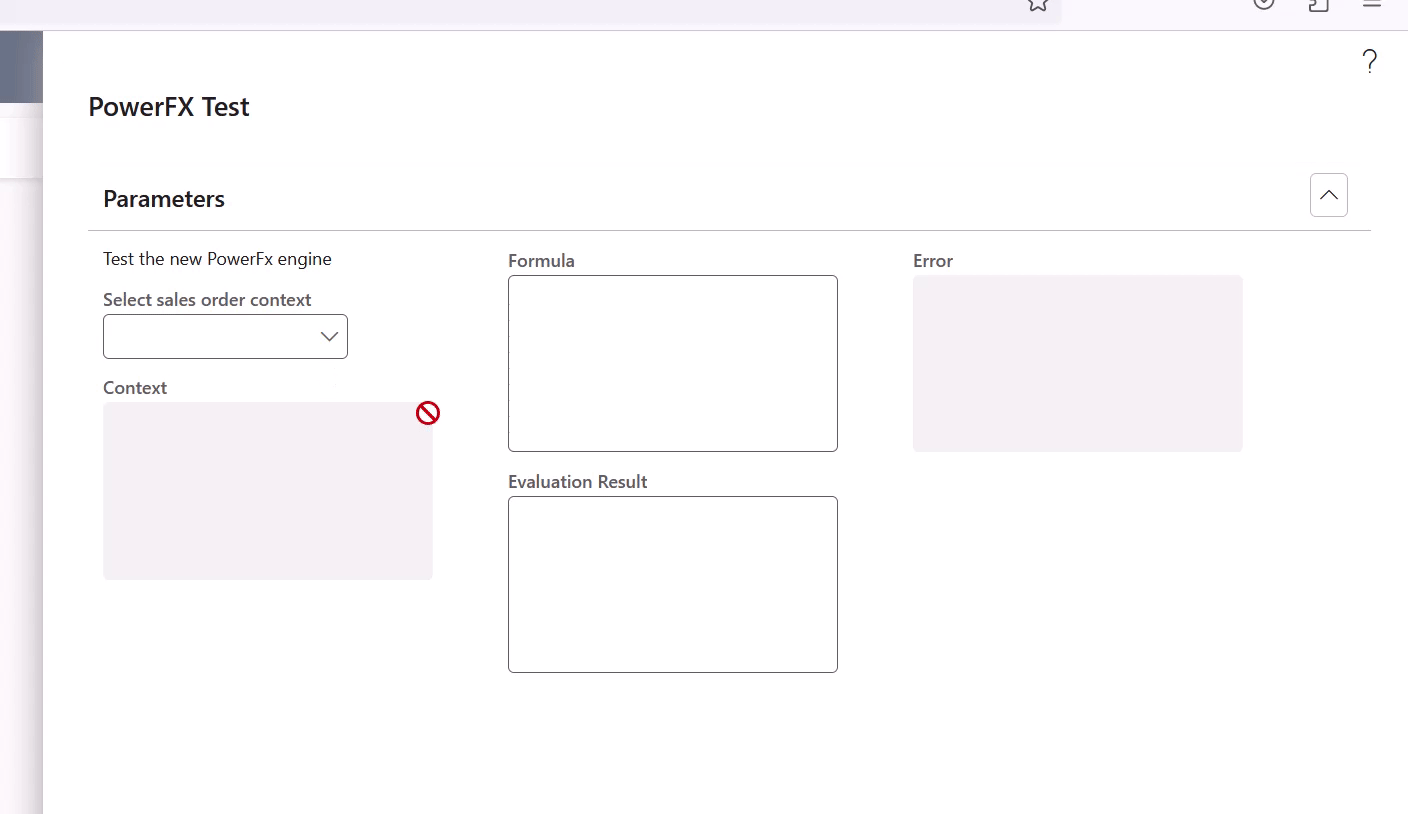 PowerFX Test
Parameters
Test the new PowerFx engine
Select sales order context
Context
Formula
Evaluation Result
Error